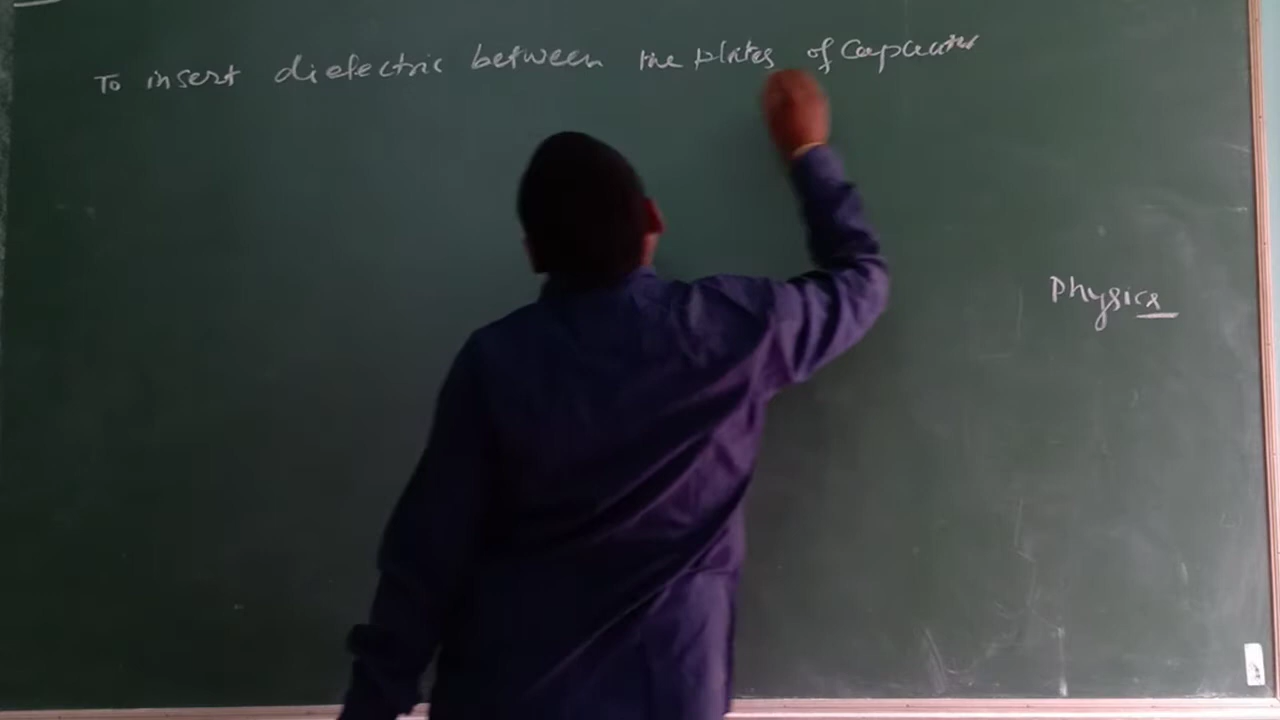 To insert dielectric between the plates of Capacitor
Physics